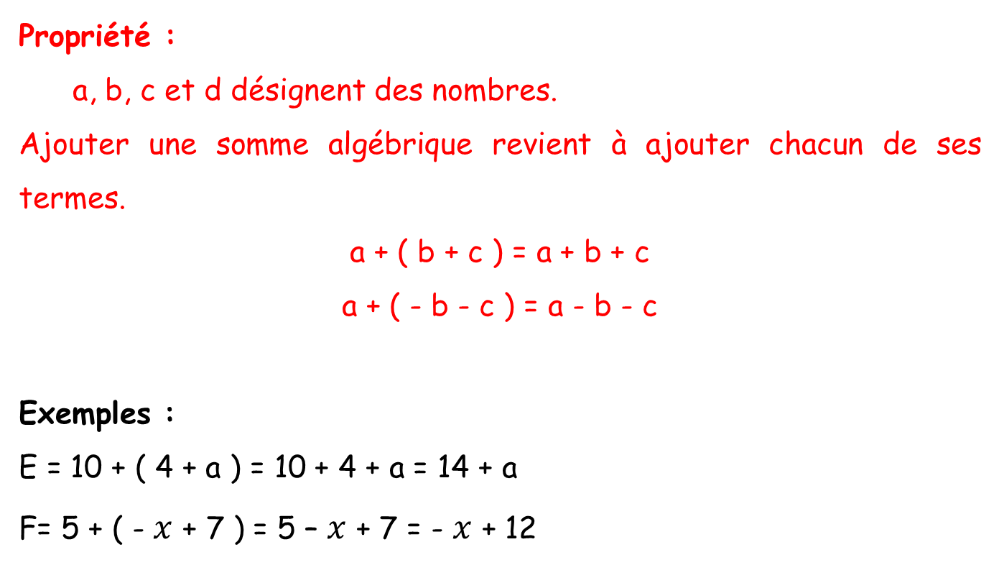 Propriété :
a, b, c et d désignent des nombres.
Ajouter une somme algébrique revient à ajouter chacun de ses
termes.
a + ( b + c ) = a + b + c
a + ( - b - c ) = a - b - c
Exemples :
E = 10 + ( 4 + a ) = 10 + 4 + a = 14 + a
F= 5 + ( - x + 7 ) = 5 – x + 7 = - x + 12